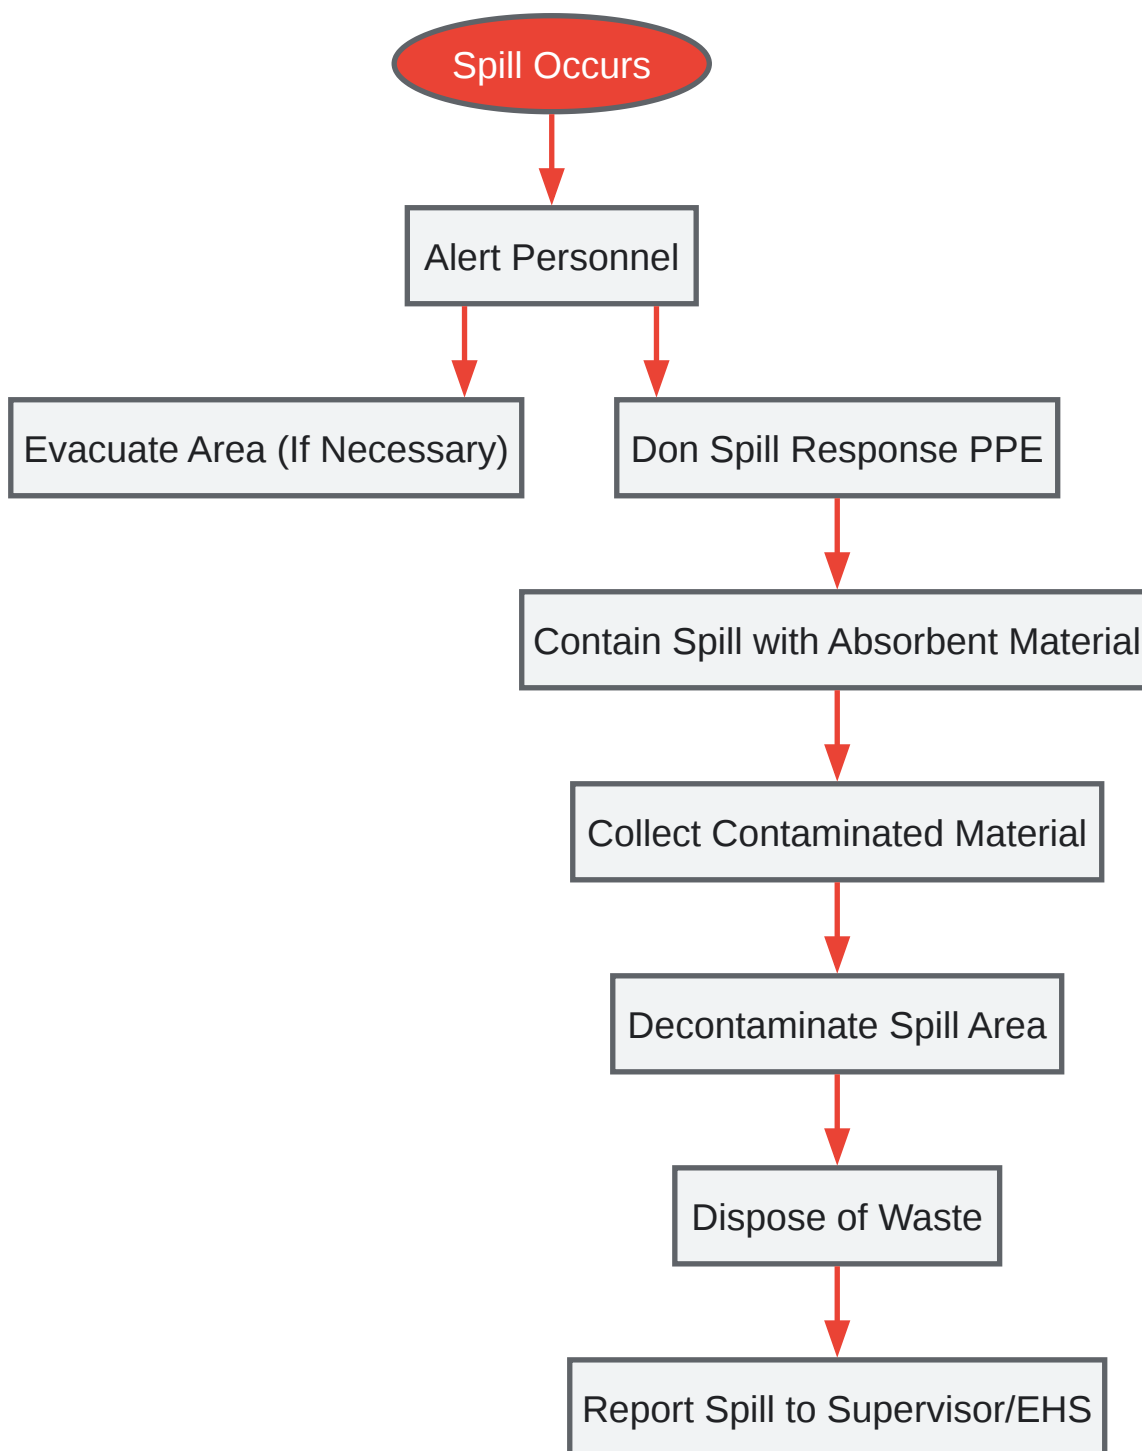 Spill Occurs
Alert Personnel
Evacuate Area (If Necessary)
Don Spill Response PPE
Contain Spill with Absorbent Material
Collect Contaminated Material
Decontaminate Spill Area
Dispose of Waste
Report Spill to Supervisor/EHS